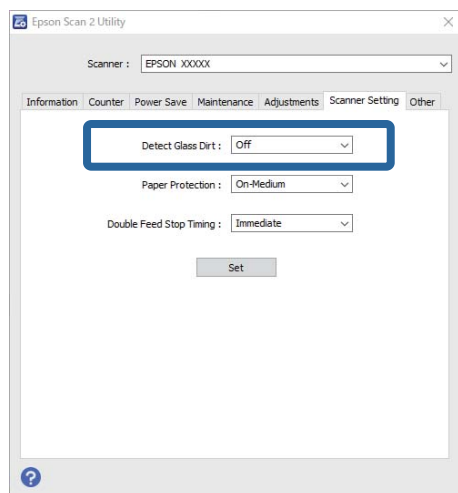 Epson Scan 2 Utility
Scanner : EPSON XXXXX
Information Counter Power Save Maintenance Adjustments Scanner Setting Other
Detect Glass Dirt : Off
Paper Protection : On-Medium
Double Feed Stop Timing : Immediate
Set
?